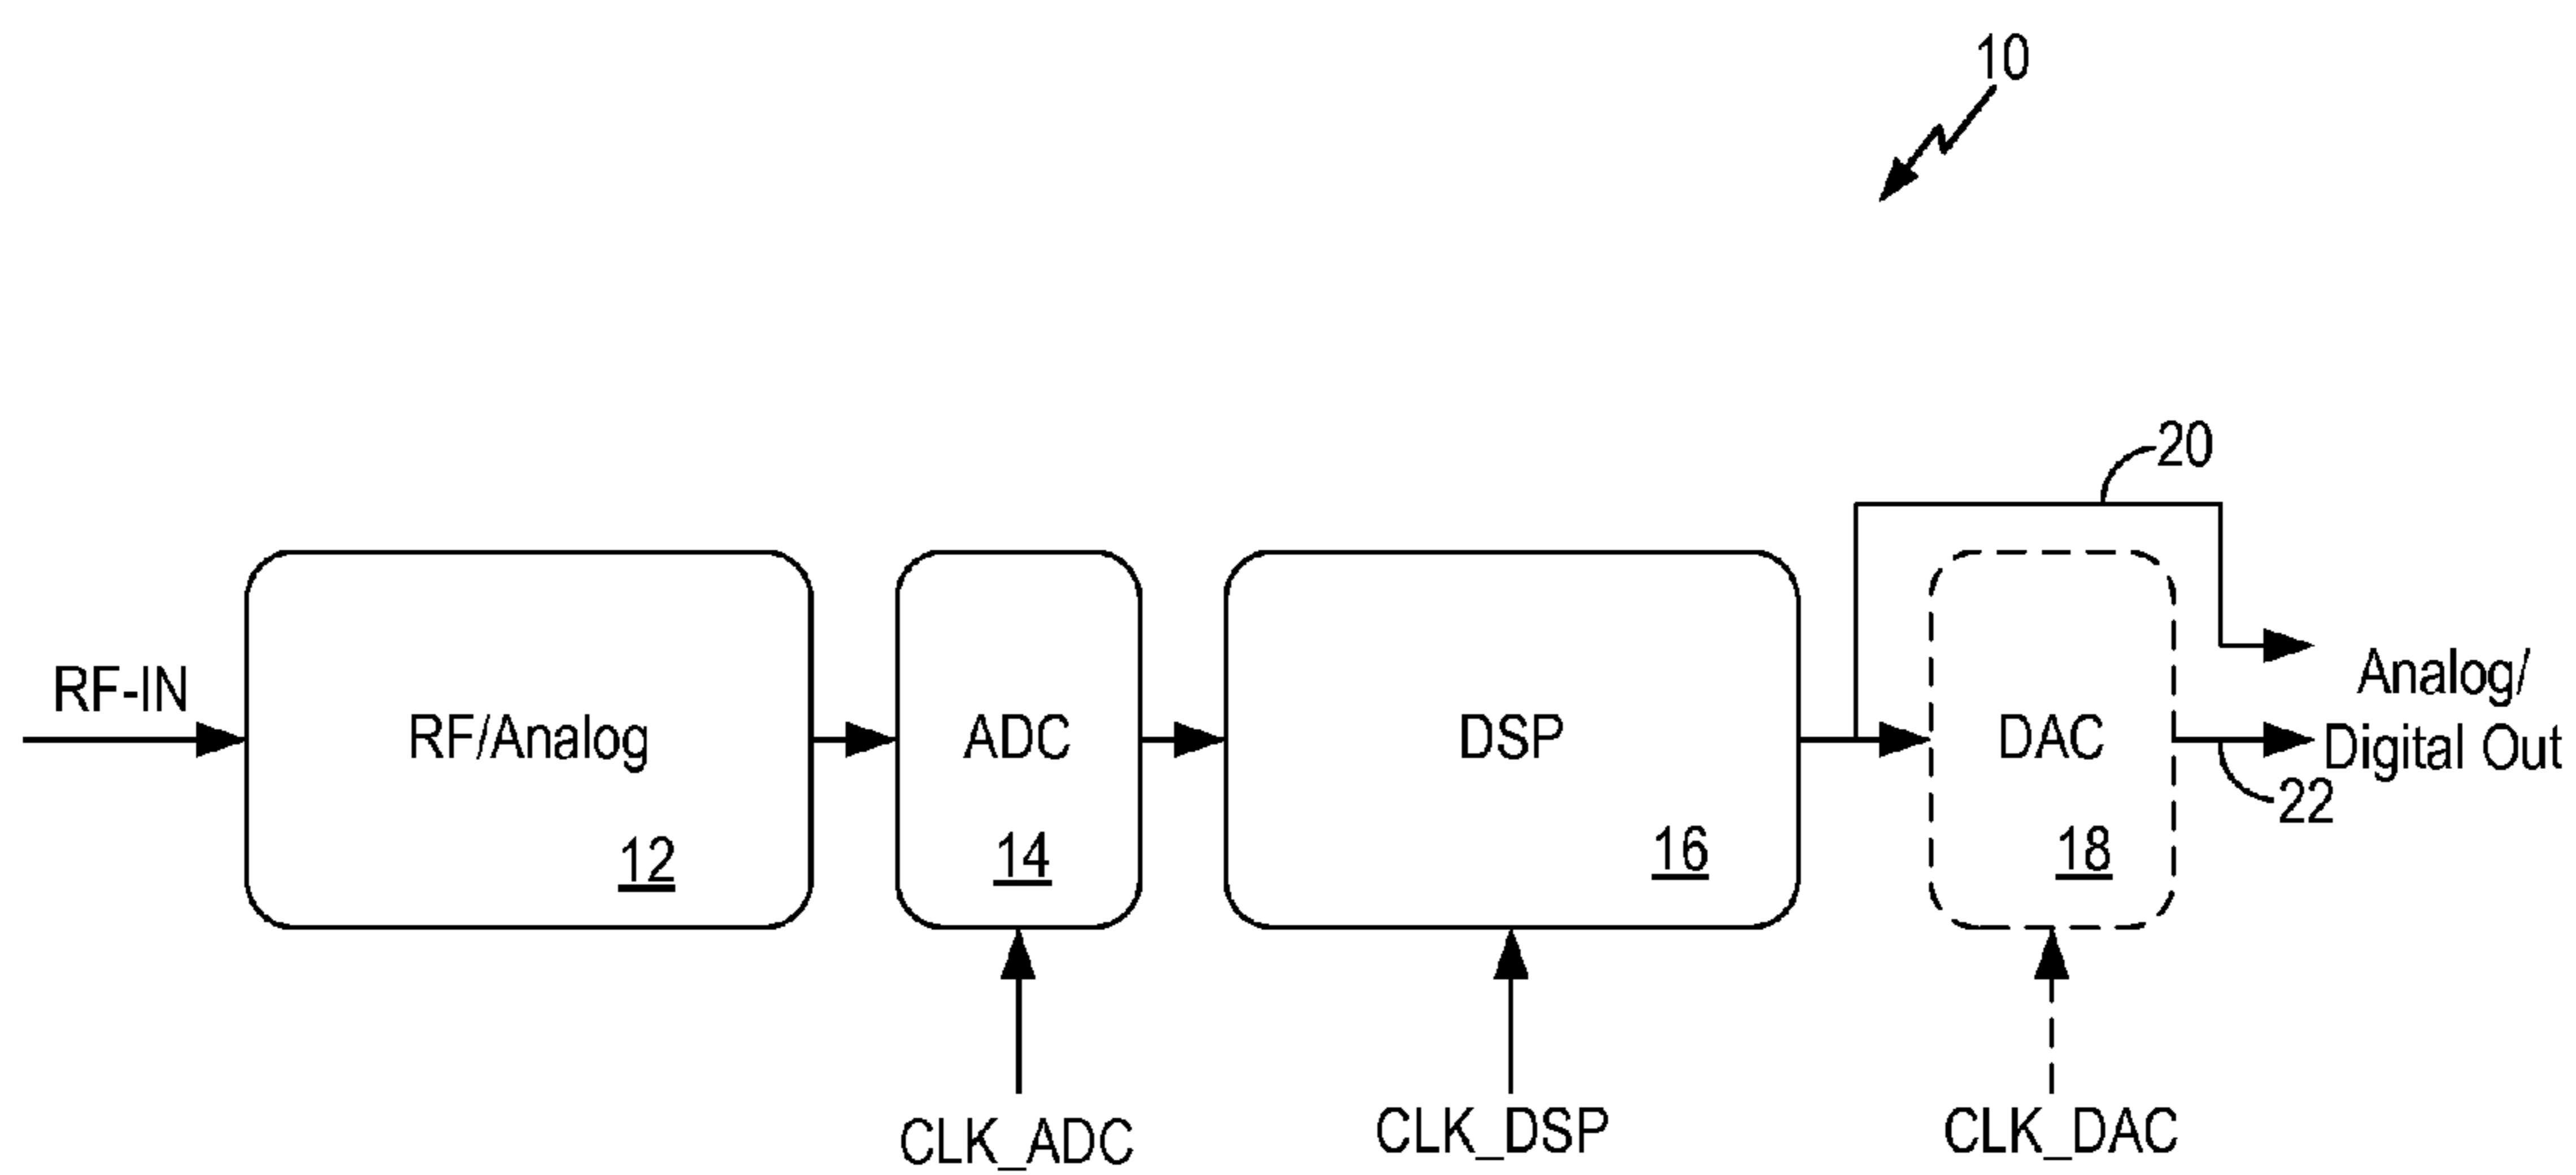 10
20
RF-IN
RF/Analog
12
ADC
14
DSP
16
DAC
18
Analog/
Digital Out
22
CLK_ADC
CLK_DSP
CLK_DAC